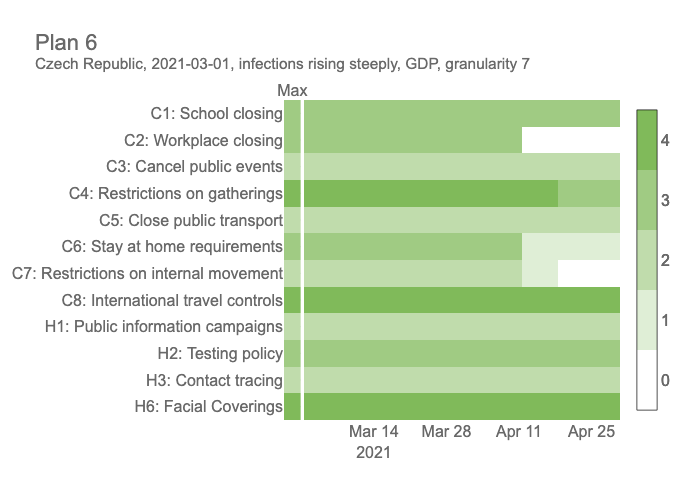 Plan 6
Czech Republic, 2021-03-01, infections rising steeply, GDP, granularity 7
Max
C1: School closing
C2: Workplace closing
C3: Cancel public events
C4: Restrictions on gatherings
C5: Close public transport
C6: Stay at home requirements
C7: Restrictions on internal movement
C8: International travel controls
H1: Public information campaigns
H2: Testing policy
H3: Contact tracing
H6: Facial Coverings
Mar 14 Mar 28 Apr 11 Apr 25
2021
4
3
2
1
0